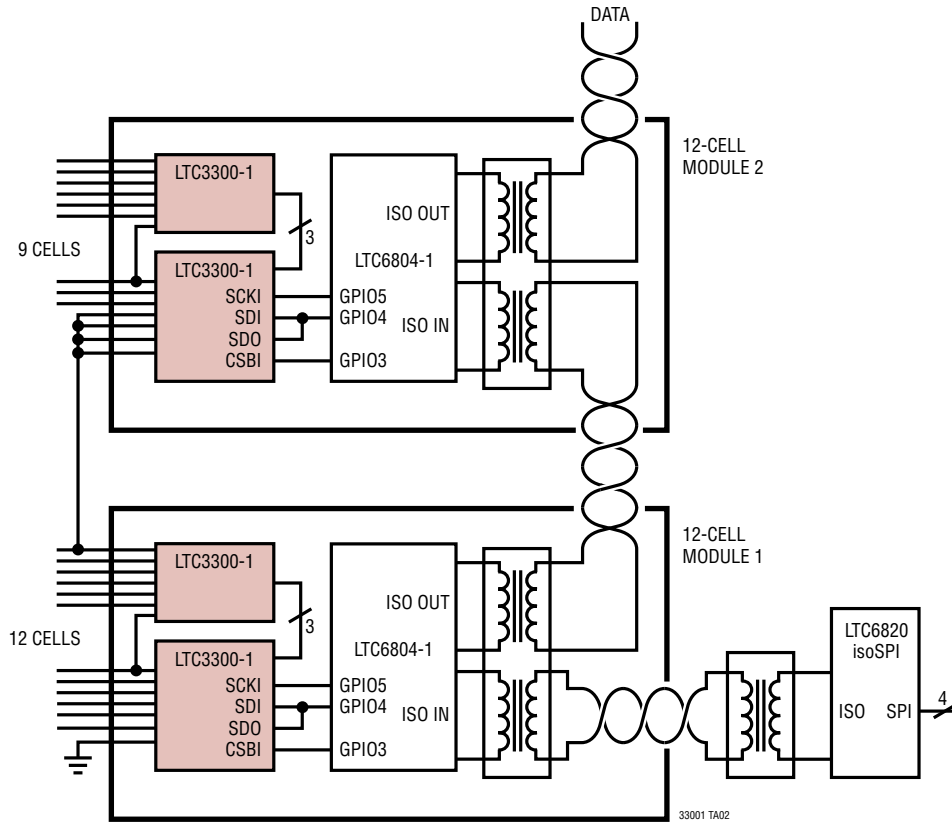 DATA
12-CELL
MODULE 2
LTC3300-1
3
9 CELLS
LTC3300-1
SCKI
SDI
SDO
CSBI
ISO OUT
LTC6804-1
GPIO5
GPIO4
ISO IN
GPIO3
12-CELL
MODULE 1
LTC3300-1
3
12 CELLS
LTC3300-1
SCKI
SDI
SDO
CSBI
ISO OUT
LTC6804-1
GPIO5
GPIO4
ISO IN
GPIO3
LTC6820
isoSPI
ISO
SPI
4
33001 TA02